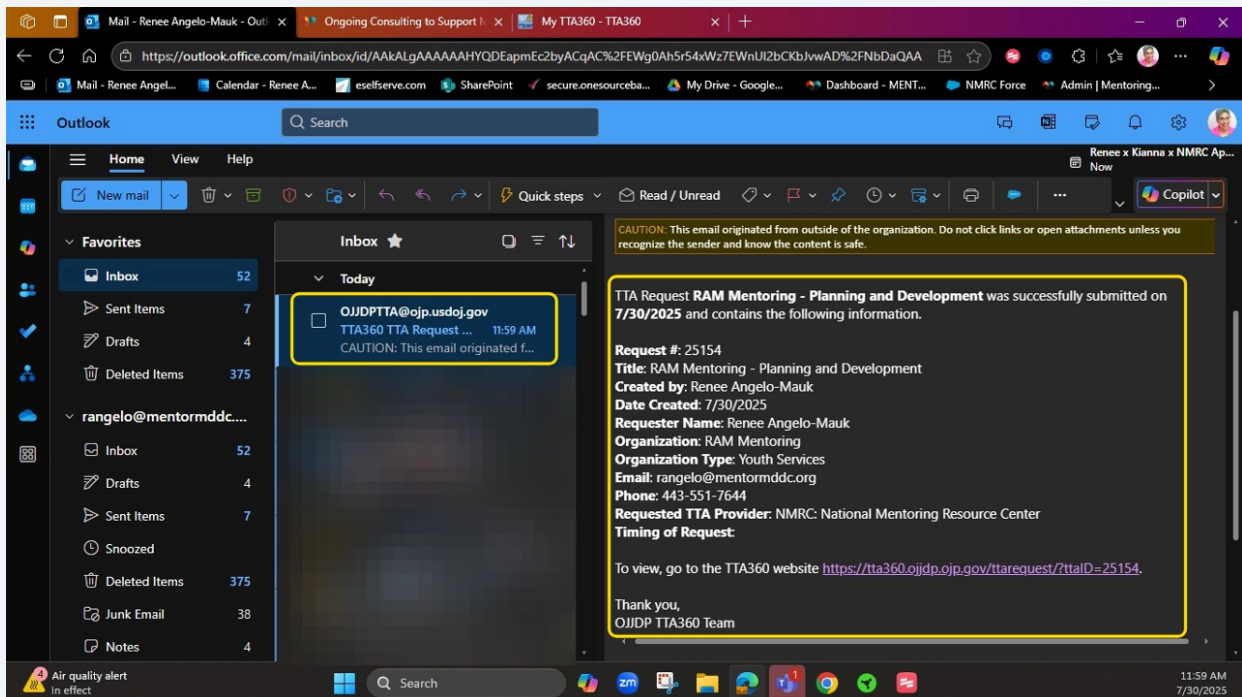 Mail - Renee Angelo-Mauk - Outl
Ongoing Consulting to Support M
My TTA360 - TTA360
https://outlook.office.com/mail/inbox/id/AAkALgAAAAAAHYQDEapmEc2byACqAC%2FEWg0Ah5r54xWz7EWnUI2bCKbJvwAD%2FNbDaQAA
Mail - Renee Angel...
Calendar - Renee A...
eselfserve.com
SharePoint
secure.onesourceba...
My Drive - Google...
Dashboard - MENT...
NMRC Force
Admin | Mentoring...
Outlook
Search
Home View Help
Renee x Kianna x NMRC Ap...
Now
New mail
Quick steps
Read / Unread
Copilot
Favorites
Inbox 52
Sent Items 7
Drafts 4
Deleted Items 375
rangelo@mentormddc....
Inbox 52
Drafts 4
Sent Items 7
Snoozed
Deleted Items 375
Junk Email 38
Notes 4
Inbox
Today
OJJDPTTA@ojp.usdoj.gov
TTA360 TTA Request ... 11:59 AM
CAUTION: This email originated f...
CAUTION: This email originated from outside of the organization. Do not click links or open attachments unless you
recognize the sender and know the content is safe.
TTA Request RAM Mentoring - Planning and Development was successfully submitted on
7/30/2025 and contains the following information.
Request #: 25154
Title: RAM Mentoring - Planning and Development
Created by: Renee Angelo-Mauk
Date Created: 7/30/2025
Requester Name: Renee Angelo-Mauk
Organization: RAM Mentoring
Organization Type: Youth Services
Email: rangelo@mentormddc.org
Phone: 443-551-7644
Requested TTA Provider: NMRC: National Mentoring Resource Center
Timing of Request:
To view, go to the TTA360 website https://tta360.ojjdp.ojp.gov/ttarequest/?ttaID=25154.
Thank you,
OJJDP TTA360 Team
4
Air quality alert
In effect
Search
zm
1
11:59 AM
7/30/2025